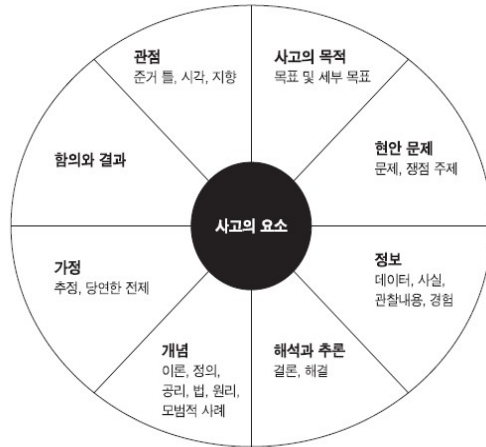 관점
준거 틀, 시각, 지향
사고의 목적
목표 및 세부 목표
현안 문제
문제, 쟁점 주제
정보
데이터, 사실,
관찰내용, 경험
해석과 추론
결론, 해결
개념
이론, 정의,
공리, 법, 원리,
모범적 사례
가정
추정, 당연한 전제
함의와 결과
사고의 요소